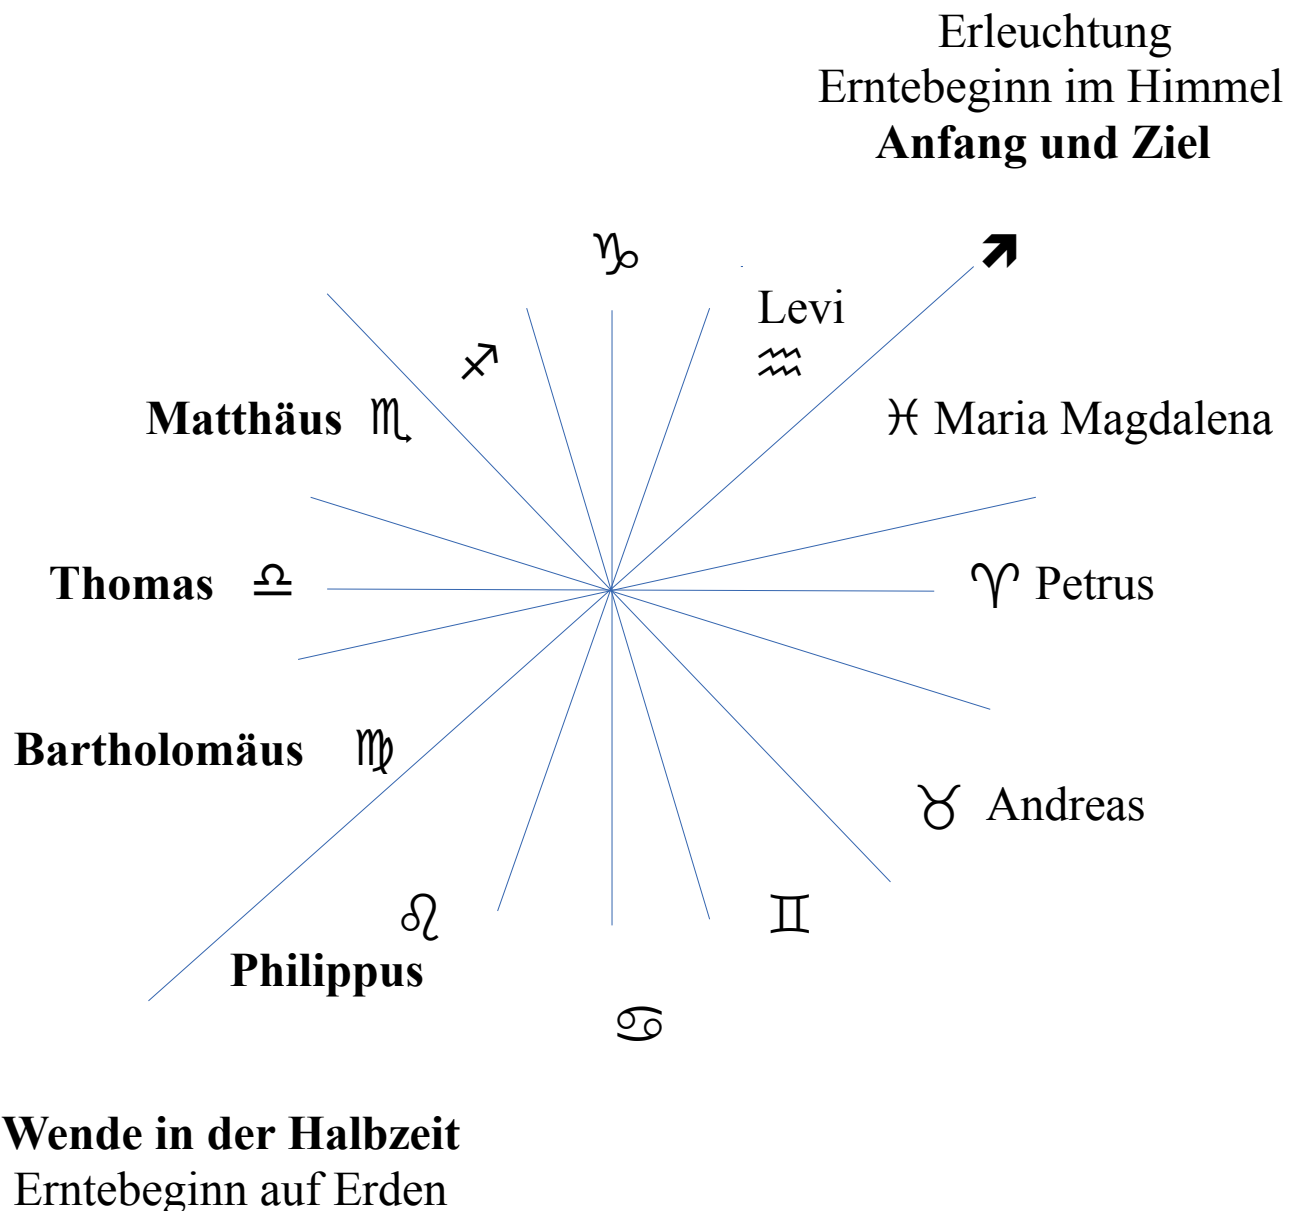 Erleuchtung
Erntebeginn im Himmel
Anfang und Ziel
♑
Levi
♐ ♒
Matthäus ♏ ♓ Maria Magdalena
Thomas ♎ ♈ Petrus
Bartholomäus ♍
♉ Andreas
♌ ♊
Philippus
♋
Wende in der Halbzeit
Erntebeginn auf Erden